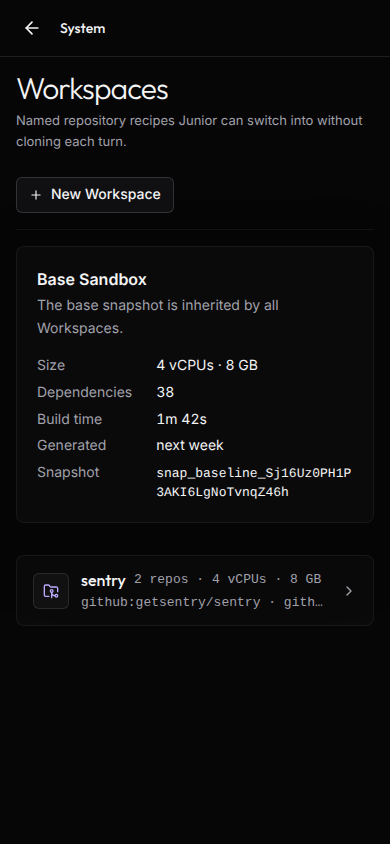 System
Workspaces
Named repository recipes Junior can switch into without
cloning each turn.
+ New Workspace
Base Sandbox
The base snapshot is inherited by all
Workspaces.
Size 4 vCPUs · 8 GB
Dependencies 38
Build time 1m 42s
Generated next week
Snapshot snap_baseline_Sj16Uz0PH1P
3AKI6LgNoTvnqZ46h
sentry 2 repos · 4 vCPUs · 8 GB
github:getsentry/sentry · gith…